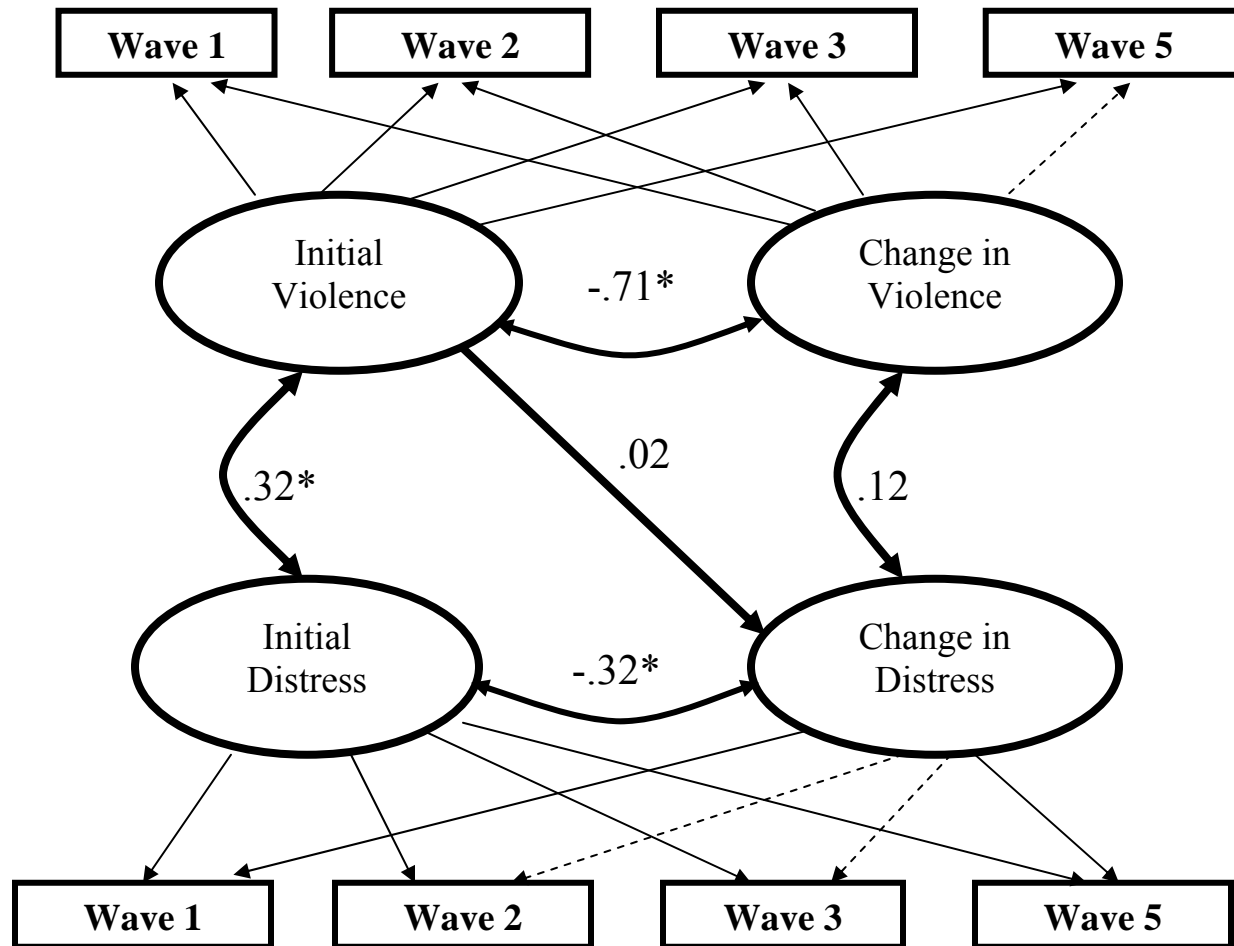 Wave 1
Wave 2
Wave 3
Wave 5
Initial
Violence
-.71*
Change in
Violence
.32*
.02
.12
Initial
Distress
-.32*
Change in
Distress
Wave 1
Wave 2
Wave 3
Wave 5